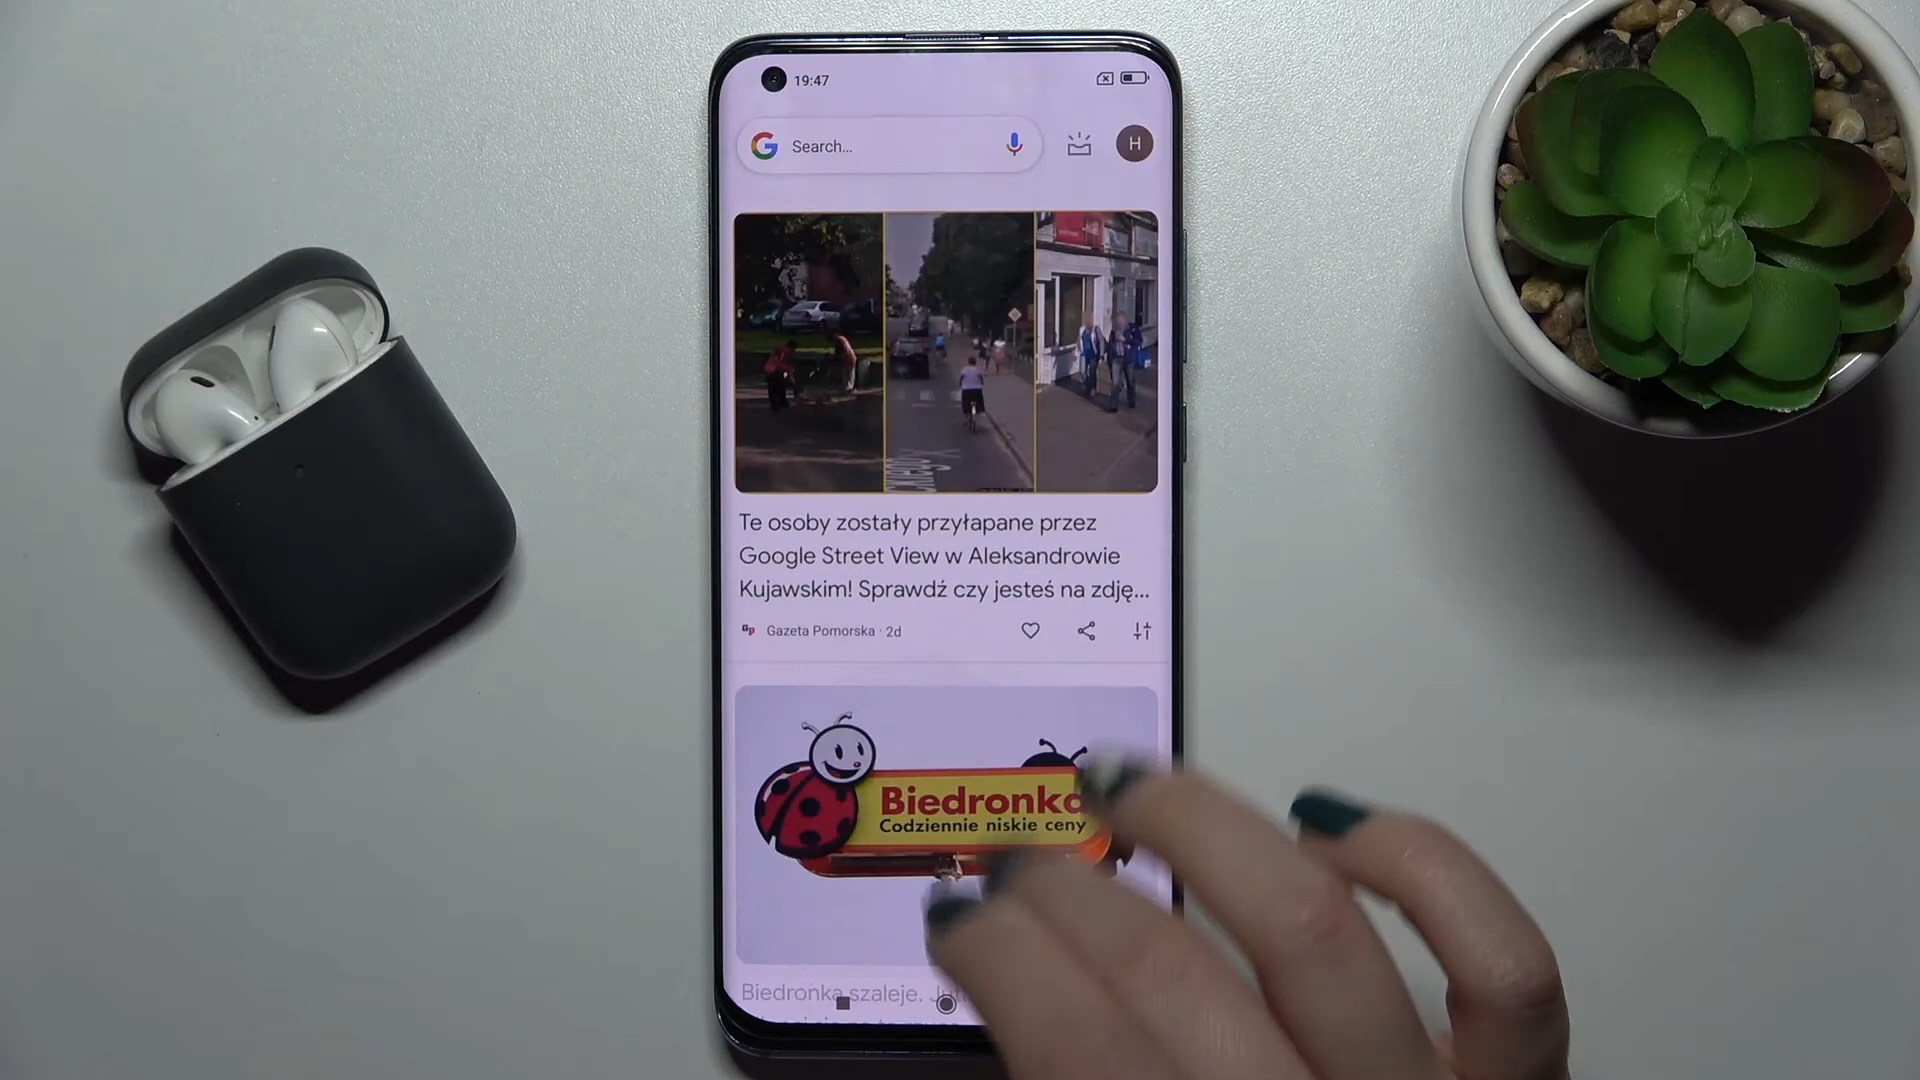 19:47
Search...
H
Te osoby zostały przyłapane przez
Google Street View w Aleksandrowie
Kujawskim! Sprawdź czy jesteś na zdję...
Gp Gazeta Pomorska · 2d
Biedronka
Codziennie niskie ceny
Biedronka szaleje.